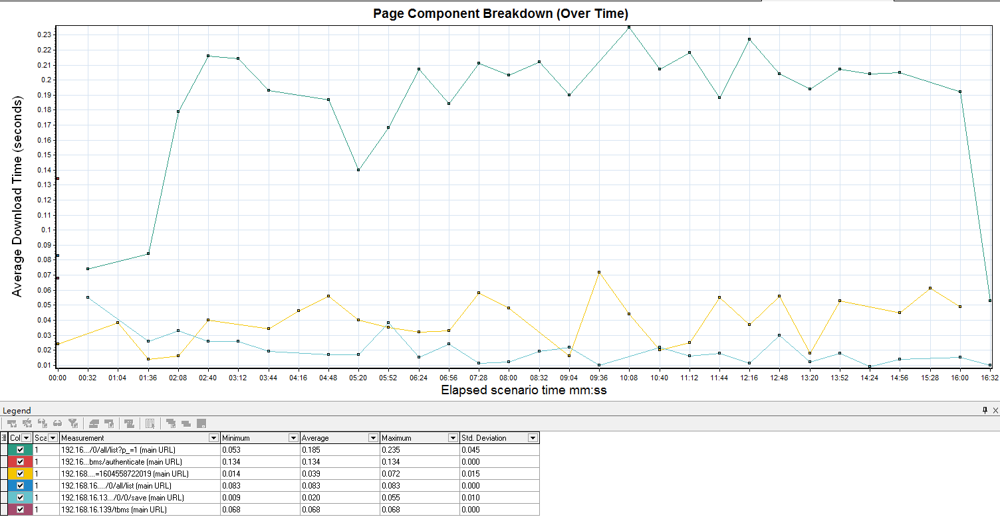 Page Component Breakdown (Over Time)
Average Download Time (seconds)
0.23
0.22
0.21
0.2
0.19
0.18
0.17
0.16
0.15
0.14
0.13
0.12
0.11
0.1
0.09
0.08
0.07
0.06
0.05
0.04
0.03
0.02
0.01
00:00 00:32 01:04 01:36 02:08 02:40 03:12 03:44 04:16 04:48 05:20 05:52 06:24 06:56 07:28 08:00 08:32 09:04 09:36 10:08 10:40 11:12 11:44 12:16 12:48 13:20 13:52 14:24 14:56 15:28 16:00 16:32
Elapsed scenario time mm:ss
Legend
Col Sca Measurement Minimum Average Maximum Std. Deviation
1 192.16.../0/all/list?p_=1 (main URL) 0.053 0.185 0.235 0.045
1 192.16...bms/authenticate (main URL) 0.134 0.134 0.134 0.000
1 192.168....=1604558722019 (main URL) 0.014 0.039 0.072 0.015
1 192.168.16..../0/all/list (main URL) 0.083 0.083 0.083 0.000
1 192.168.16.13.../0/0/save (main URL) 0.009 0.020 0.055 0.010
1 192.168.16.139/tbms (main URL) 0.068 0.068 0.068 0.000